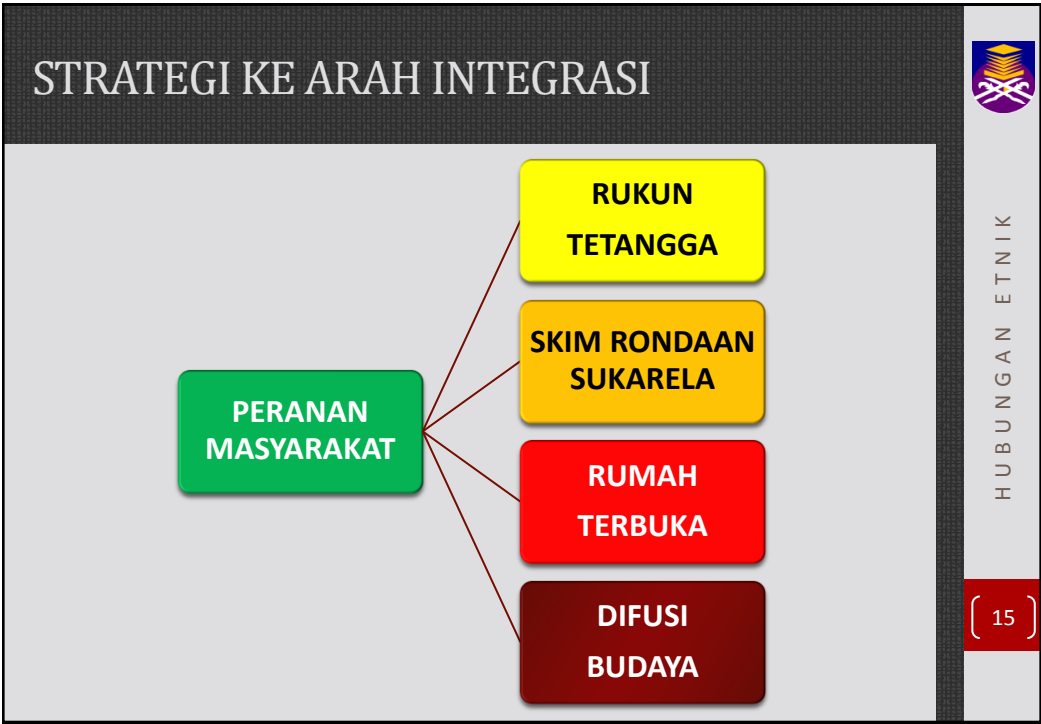 STRATEGI KE ARAH INTEGRASI
PERANAN
MASYARAKAT
RUKUN
TETANGGA
SKIM RONDAAN
SUKARELA
RUMAH
TERBUKA
DIFUSI
BUDAYA
HUBUNGAN ETNIK
15